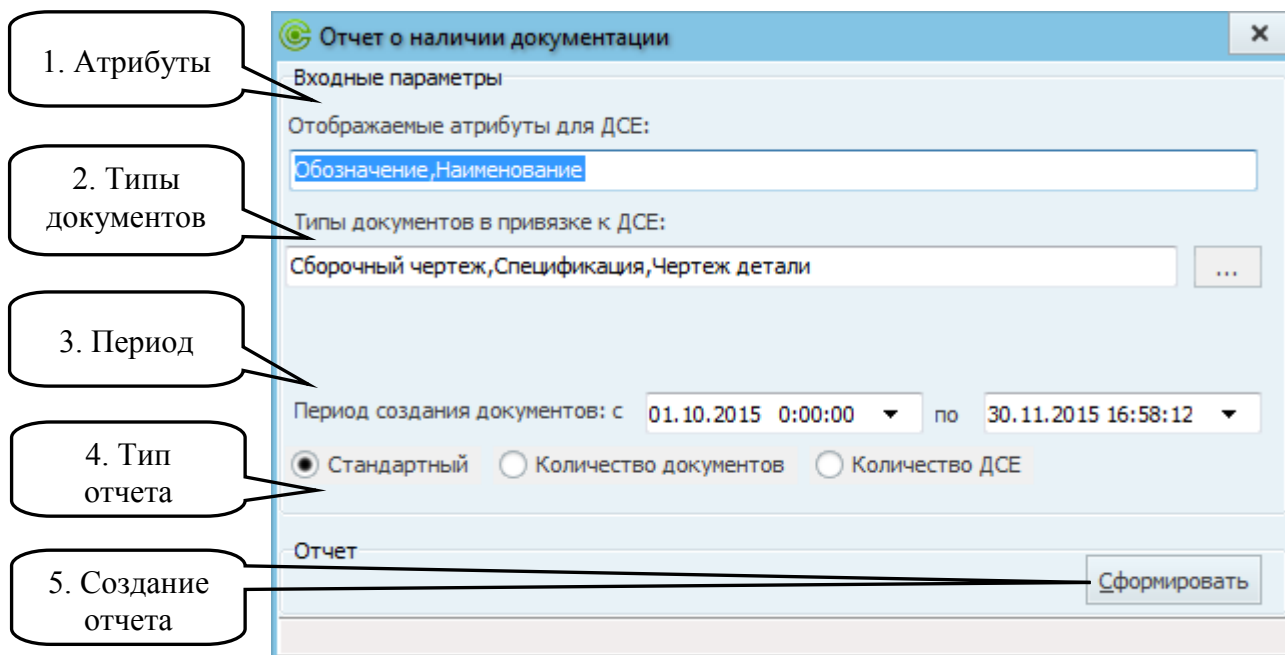 1. Атрибуты
2. Типы
документов
3. Период
4. Тип
отчета
5. Создание
отчета
Отчет о наличии документации
Входные параметры
Отображаемые атрибуты для ДСЕ:
Обозначение,Наименование
Типы документов в привязке к ДСЕ:
Сборочный чертеж,Спецификация,Чертеж детали
...
Период создания документов: с 01.10.2015 0:00:00 по 30.11.2015 16:58:12
Стандартный Количество документов Количество ДСЕ
Отчет
Сформировать